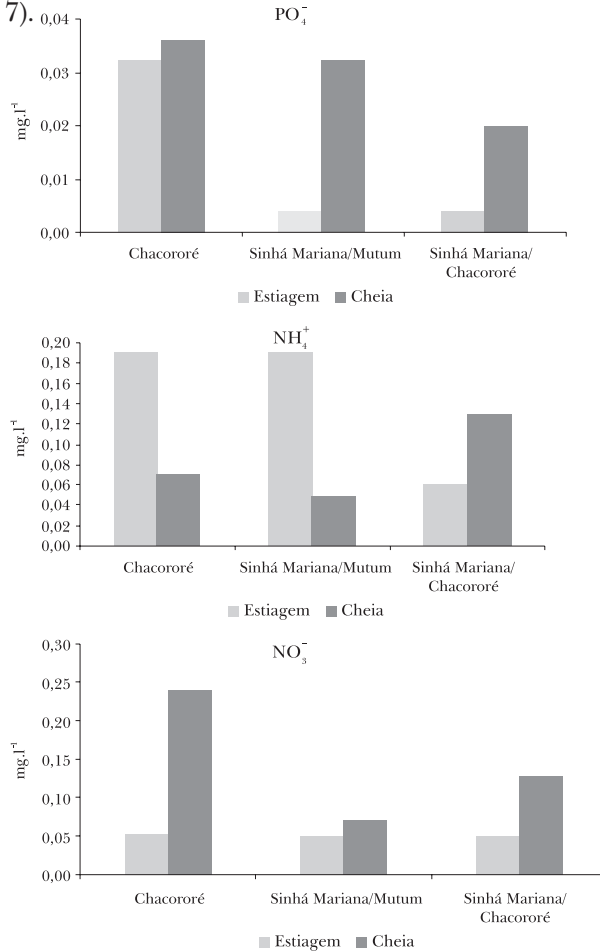 7).
PO₄⁻
0,04
0,03
0,02
0,01
0,00
mg.l⁻¹
Chacororé
Sinhá Mariana/Mutum
Sinhá Mariana/
Chacororé
Estiagem Cheia
NH₄⁺
0,20
0,18
0,16
0,14
0,12
0,10
0,08
0,06
0,04
0,02
0,00
mg.l⁻¹
Chacororé
Sinhá Mariana/Mutum
Sinhá Mariana/
Chacororé
Estiagem Cheia
NO₃⁻
0,30
0,25
0,20
0,15
0,10
0,05
0,00
mg.l⁻¹
Chacororé
Sinhá Mariana/Mutum
Sinhá Mariana/
Chacororé
Estiagem Cheia